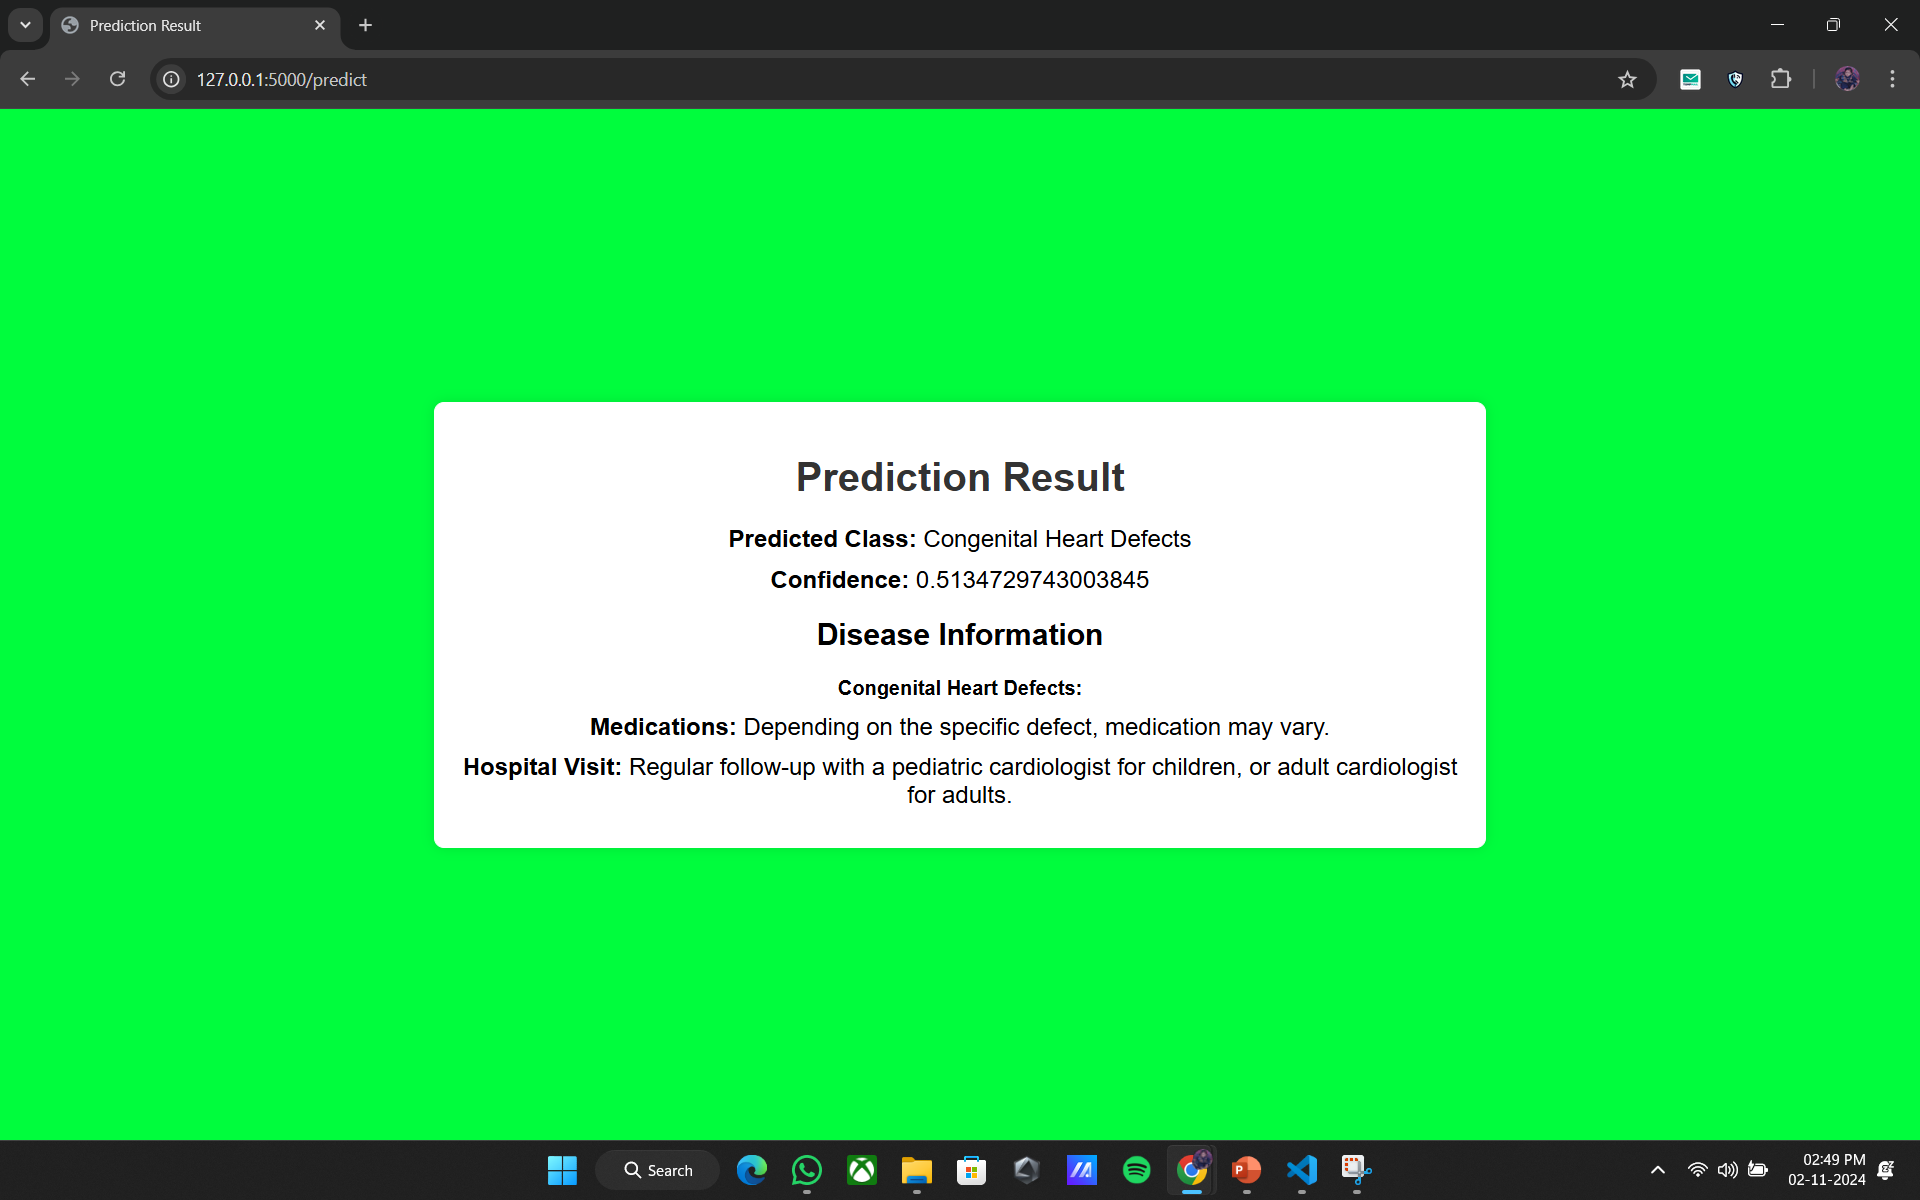 Prediction Result
127.0.0.1:5000/predict
Prediction Result
Predicted Class: Congenital Heart Defects
Confidence: 0.5134729743003845
Disease Information
Congenital Heart Defects:
Medications: Depending on the specific defect, medication may vary.
Hospital Visit: Regular follow-up with a pediatric cardiologist for children, or adult cardiologist
for adults.
Search
02:49 PM
02-11-2024